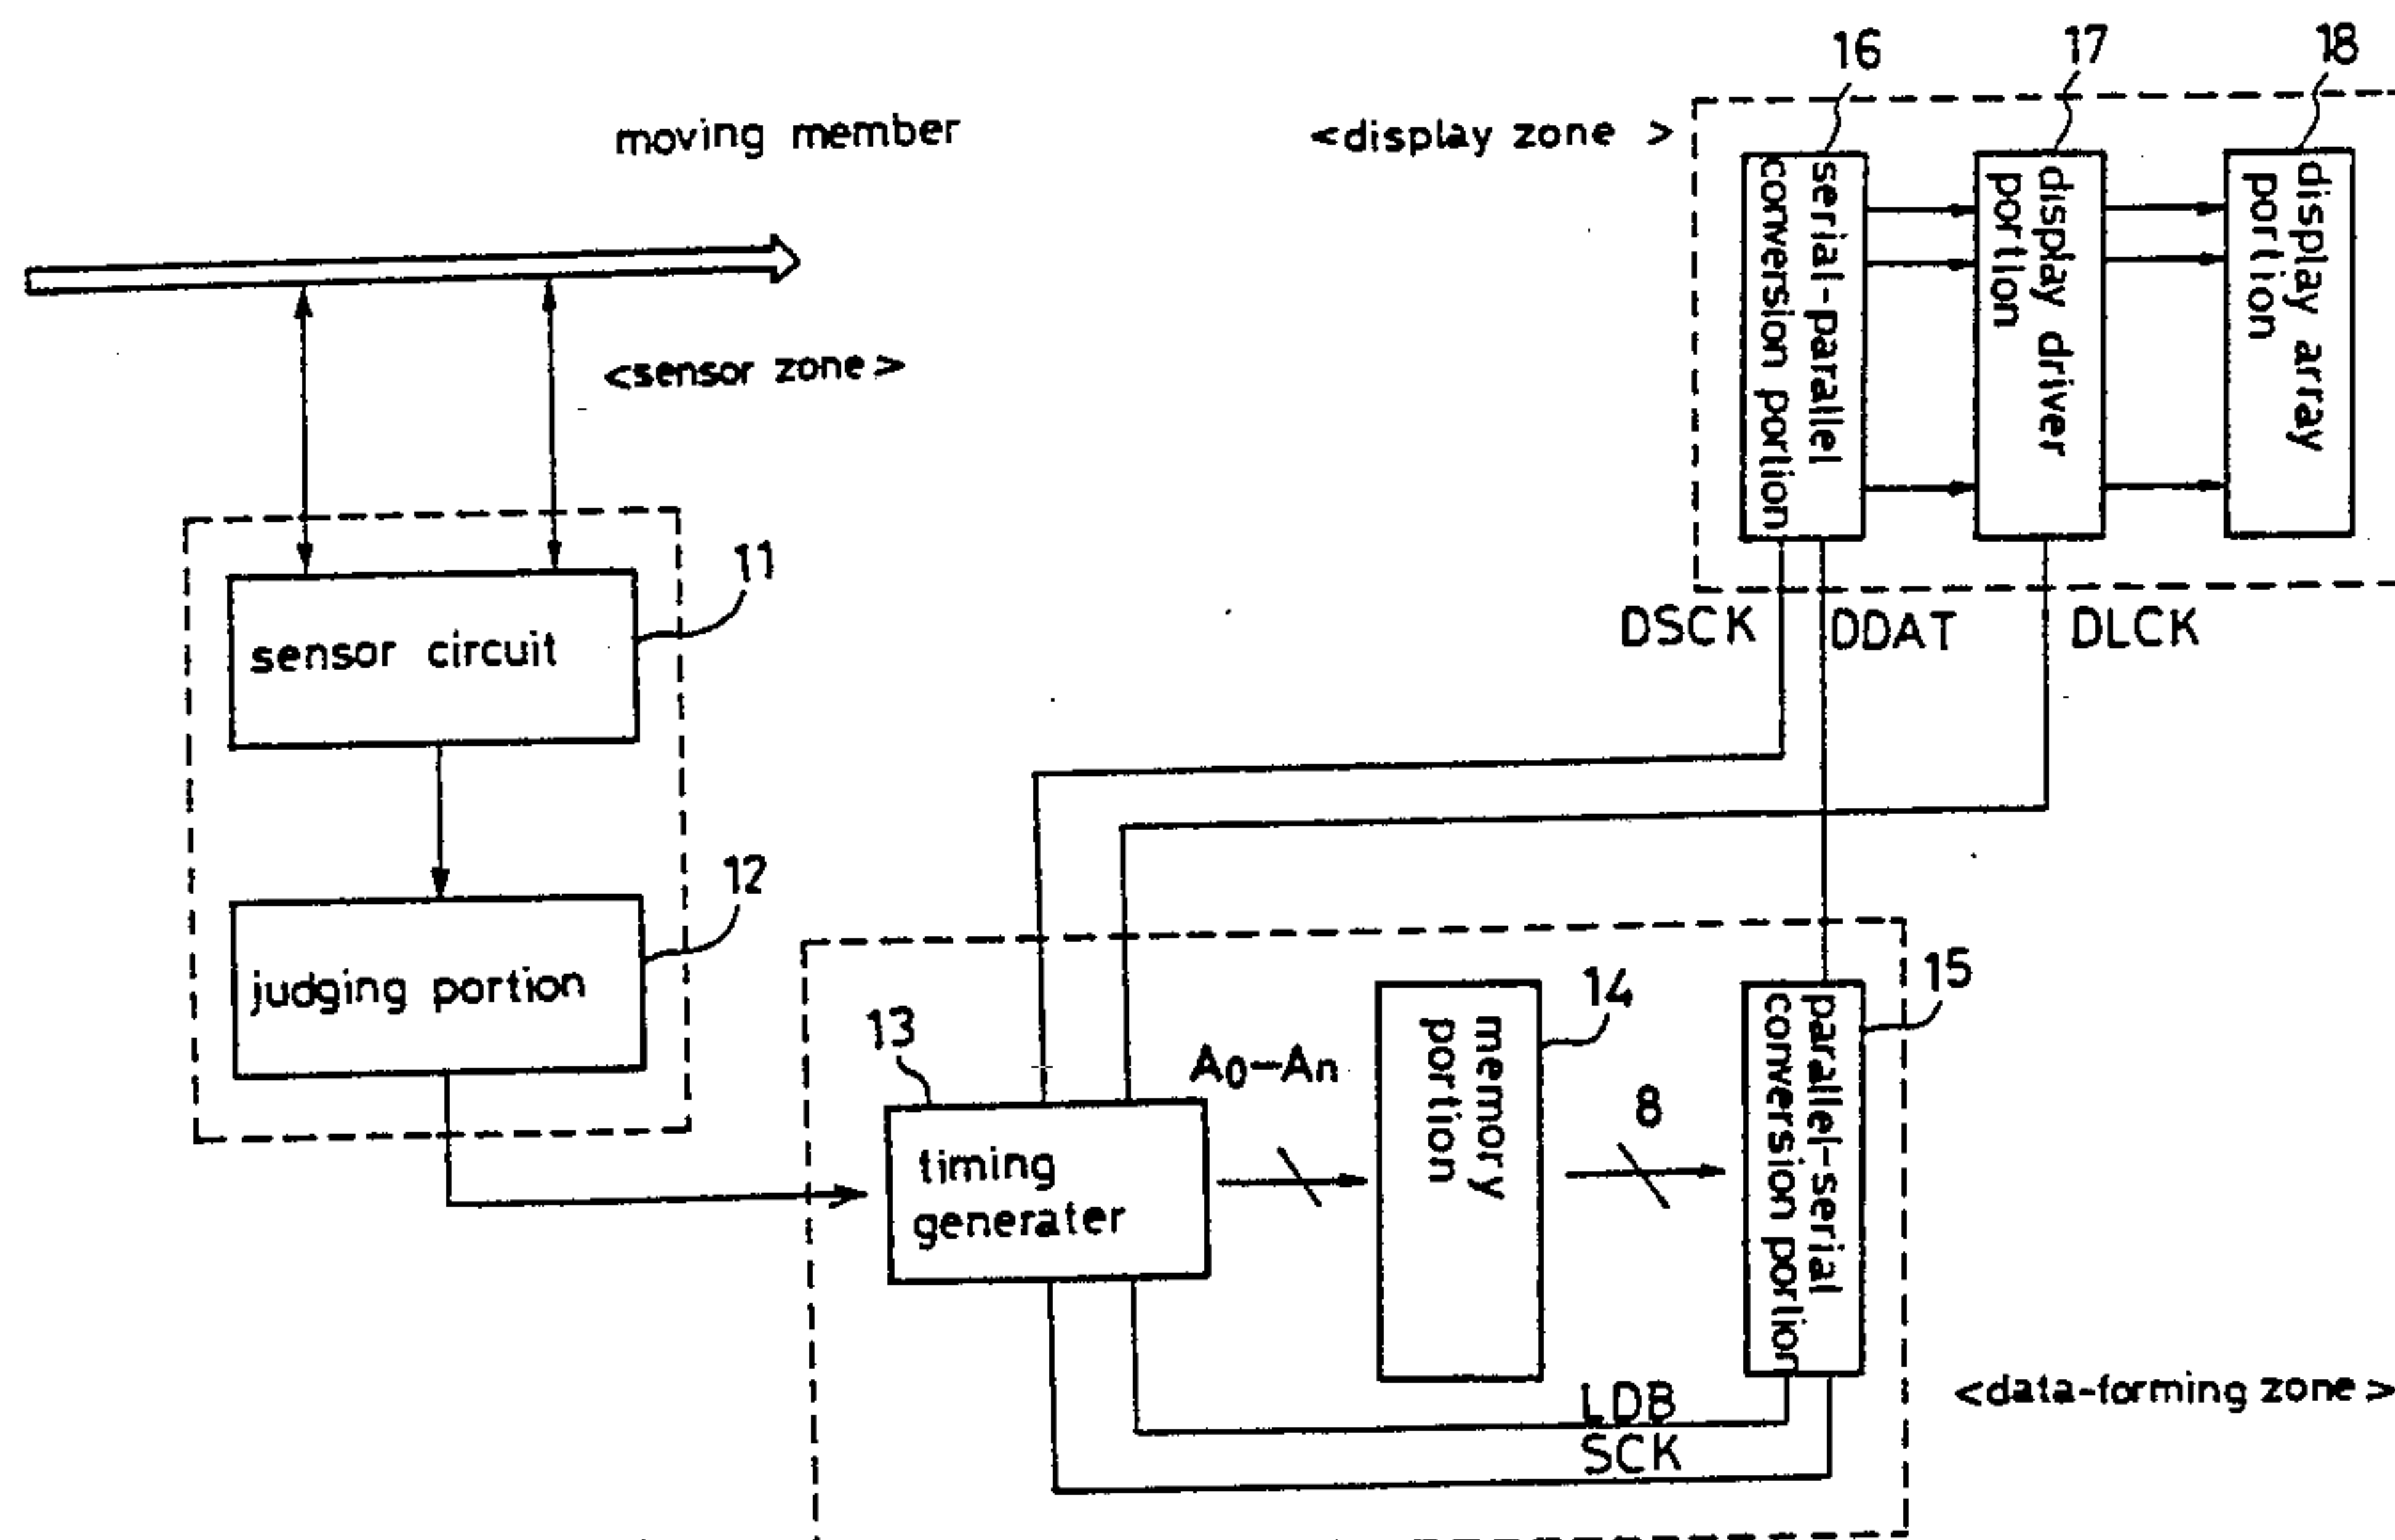 16
17
18
moving member
<display zone >
serial-parallel
conversion portion
display driver
portion
display array
portion
<sensor zone>
11
sensor circuit
DSCK
DDAT
DLCK
12
judging portion
13
A0-An
14
memory
portion
8
15
parallel-serial
conversion portion
timing
generater
LDB
SCK
<data-forming zone>